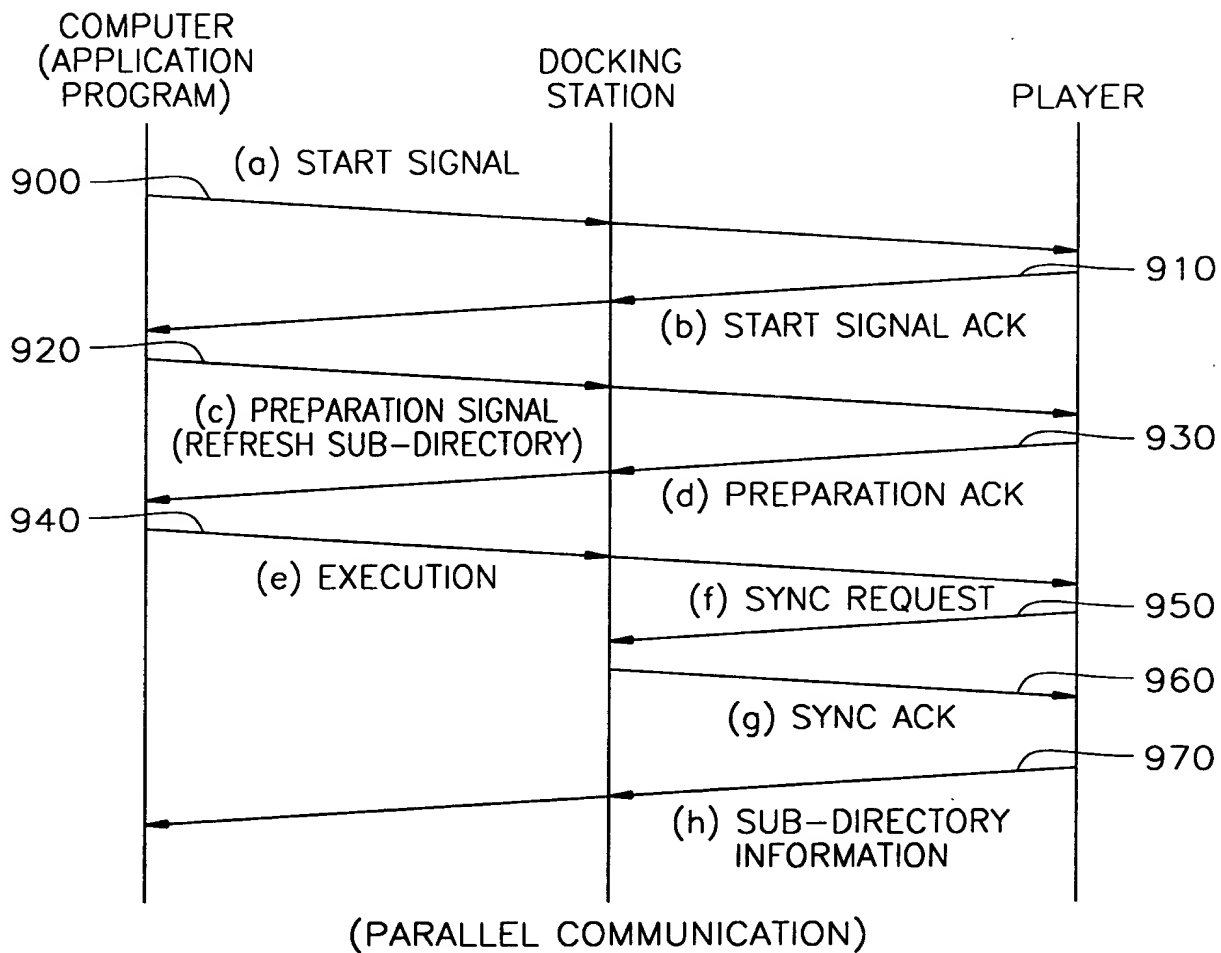 COMPUTER
(APPLICATION
PROGRAM)
DOCKING
STATION
PLAYER
(a) START SIGNAL
900
910
(b) START SIGNAL ACK
920
(c) PREPARATION SIGNAL
(REFRESH SUB-DIRECTORY)
930
(d) PREPARATION ACK
940
(e) EXECUTION
(f) SYNC REQUEST
950
960
(g) SYNC ACK
970
(h) SUB-DIRECTORY
INFORMATION
(PARALLEL COMMUNICATION)